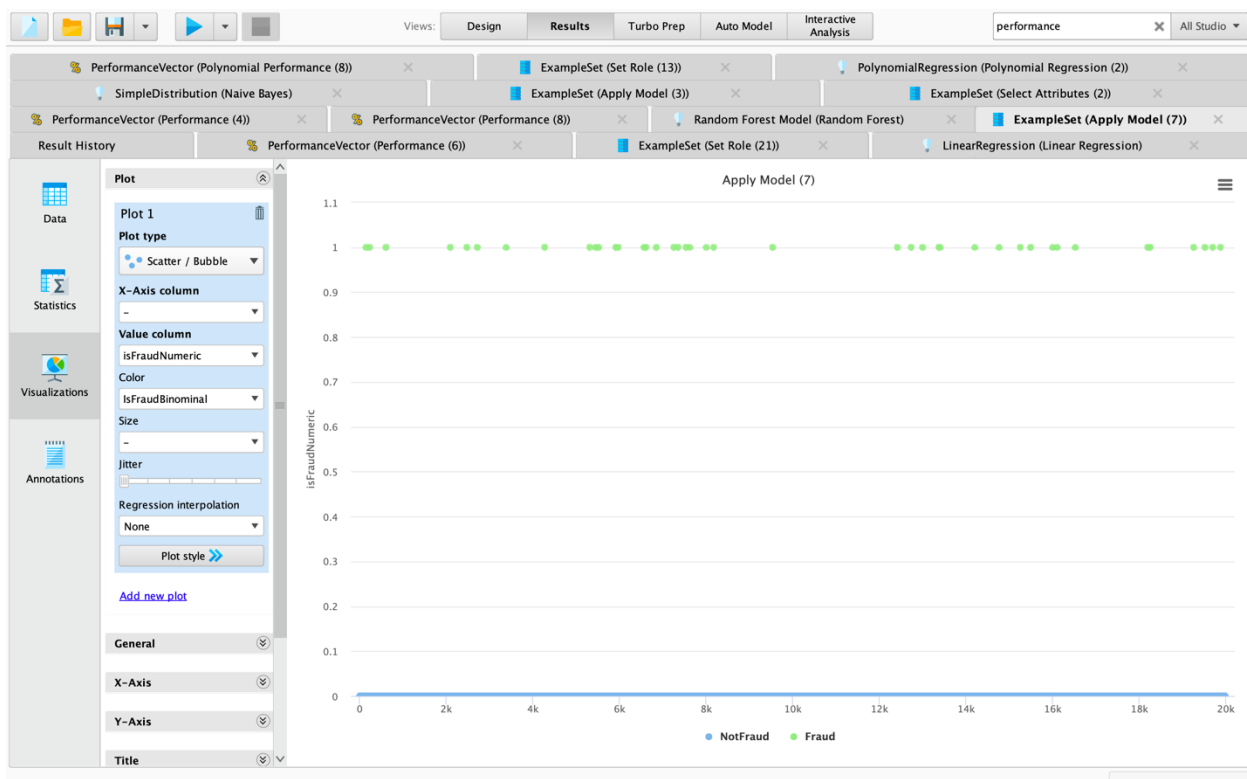 Views: Design Results Turbo Prep Auto Model Interactive Analysis performance All Studio
PerformanceVector (Polynomial Performance (8)) ExampleSet (Set Role (13)) PolynomialRegression (Polynomial Regression (2))
SimpleDistribution (Naive Bayes) ExampleSet (Apply Model (3)) ExampleSet (Select Attributes (2))
PerformanceVector (Performance (4)) PerformanceVector (Performance (8)) Random Forest Model (Random Forest) ExampleSet (Apply Model (7))
Result History PerformanceVector (Performance (6)) ExampleSet (Set Role (21)) LinearRegression (Linear Regression)
Data
Statistics
Visualizations
Annotations
Plot
Plot 1
Plot type
Scatter / Bubble
X-Axis column
-
Value column
isFraudNumeric
Color
IsFraudBinominal
Size
-
Jitter
Regression interpolation
None
Plot style
Add new plot
General
X-Axis
Y-Axis
Title
Apply Model (7)
isFraudNumeric
1.1
1
0.9
0.8
0.7
0.6
0.5
0.4
0.3
0.2
0.1
0
0 2k 4k 6k 8k 10k 12k 14k 16k 18k 20k
NotFraud Fraud